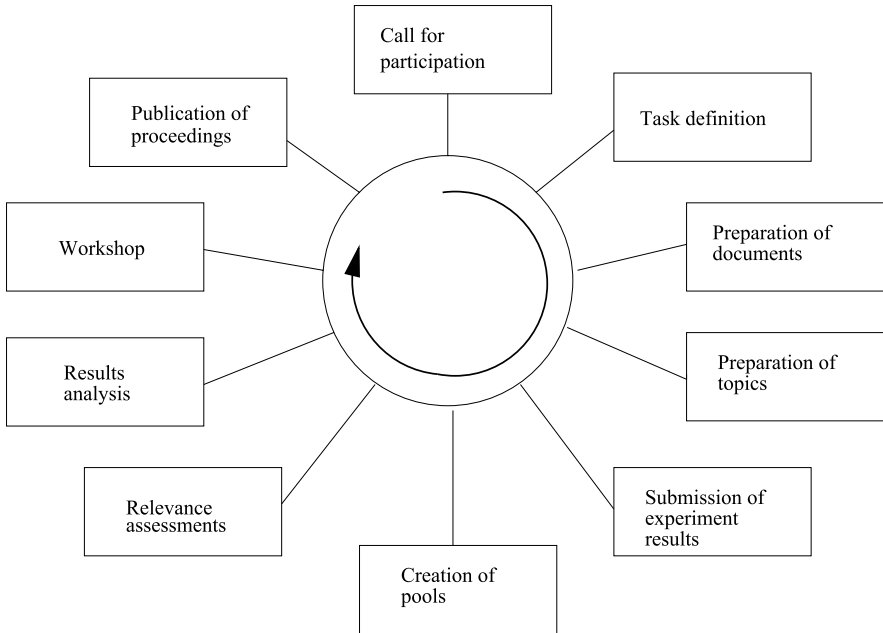 Call for
participation
Task definition
Preparation of
documents
Preparation of
topics
Submission of
experiment
results
Creation of
pools
Relevance
assessments
Results
analysis
Workshop
Publication of
proceedings